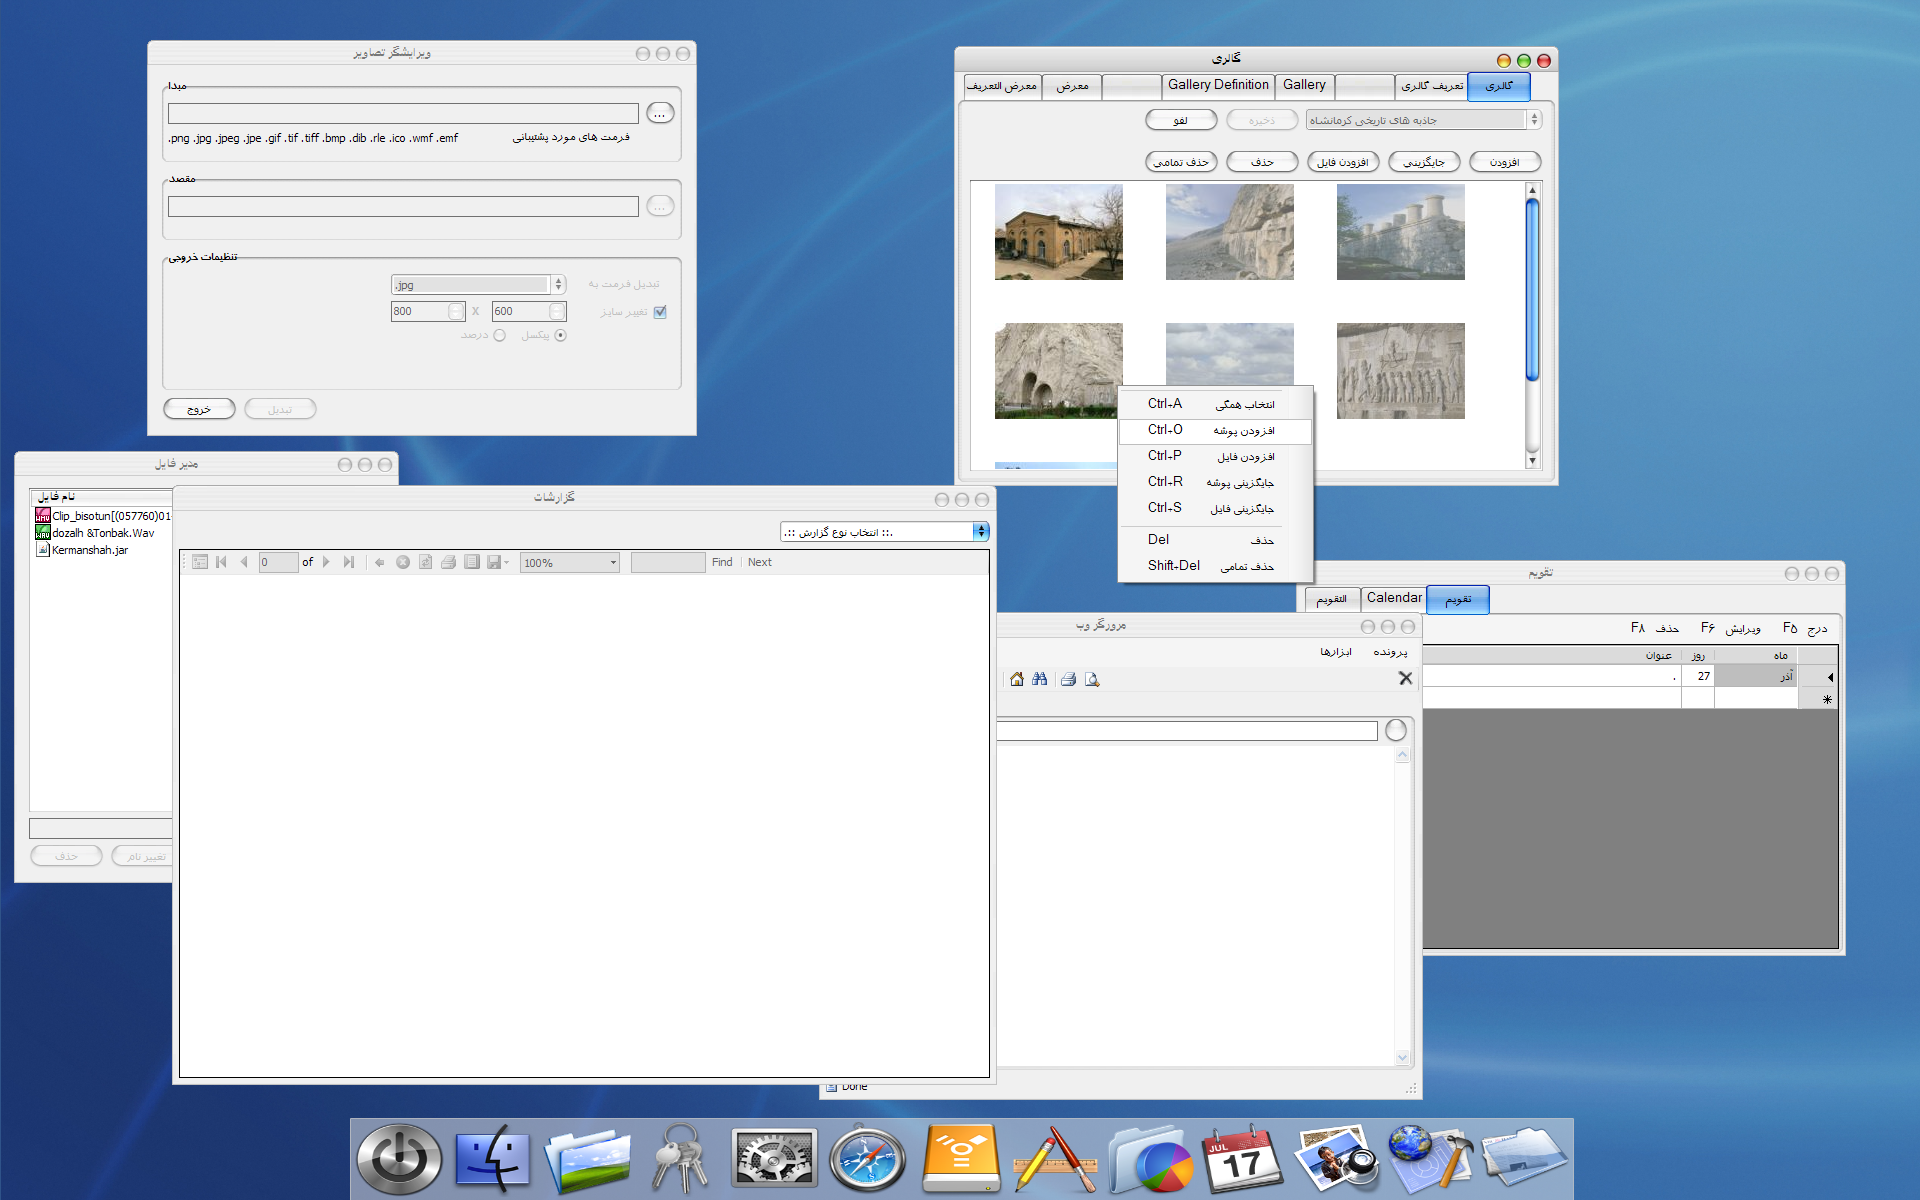 ویرایشگر تصاویر
مبدا
...
فرمت های مورد پشتیبانی
.png .jpg .jpeg .jpe .gif .tif .tiff .bmp .dib .rle .ico .wmf .emf
مقصد
...
تنظیمات خروجی
تبدیل فرمت به
.jpg
تغییر سایز
600
X
800
پیکسل
درصد
خروج
تبدیل
گالری
گالری
تعریف گالری
Gallery
Gallery Definition
معرض
معرض التعریف
جاذبه های تاریخی کرمانشاه
ذخیره
لغو
افزودن
جایگزینی
افزودن فایل
حذف
حذف تمامی
انتخاب همگی Ctrl+A
افزودن پوشه Ctrl+O
افزودن فایل Ctrl+P
جایگزینی پوشه Ctrl+R
جایگزینی فایل Ctrl+S
حذف Del
حذف تمامی Shift+Del
مدیر فایل
نام فایل
Clip_bisotun[(057760)01-
dozalh &Tonbak.Wav
Kermanshah.jar
حذف
تغییر نام
گزارشات
.:: انتخاب نوع گزارش ::.
0 of
100%
Find | Next
تقویم
تقویم
Calendar
التقویم
درج F۵
ویرایش F۶
حذف F۸
ماه
روز
عنوان
آذر
27
.
مرورگر وب
پرونده
ابزارها
Done
JUL
17